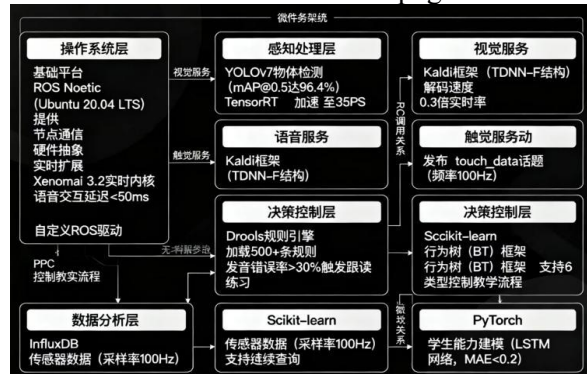 微件务架统
操作系统层
基础平台
ROS Noetic
(Ubuntu 20.04 LTS)
提供
节点通信
硬件抽象
实时扩展
Xenomai 3.2实时内核
语音交互延迟<50ms
自定义ROS驱动
视觉服务
触觉服务
感知处理层
YOLOv7物体检测
(mAP@0.5达96.4%)
TensorRT 加速 至35PS
语音服务
Kaldi框架
(TDNN-F结构)
决策控制层
Drools规则引擎
加载500+条规则
发音错误率>30%触发跟读
练习
视觉服务
Kaldi框架（TDNN-F结构）
解码速度
0.3倍实时率
调用关系
触觉服务动
发布 touch_data话题
(频率100Hz)
决策控制层
Sccikit-learn
行为树（BT）框架
行为树（BT）框架 支持6
类型控制教学流程
PPC
控制教实流程
数据分析层
InfluxDB
传感器数据（采样率100Hz）
Scikit-learn
传感器数据（采样率100Hz）
支持连续查询
关系
PyTorch
学生能力建模（LSTM
网络，MAE<0.2）